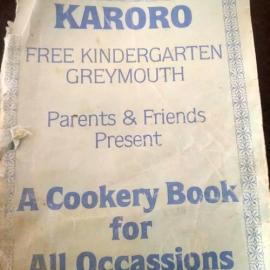 KARORO
FREE KINDERGARTEN
GREYMOUTH
Parents & Friends
Present
A Cookery Book
for
All Occassions